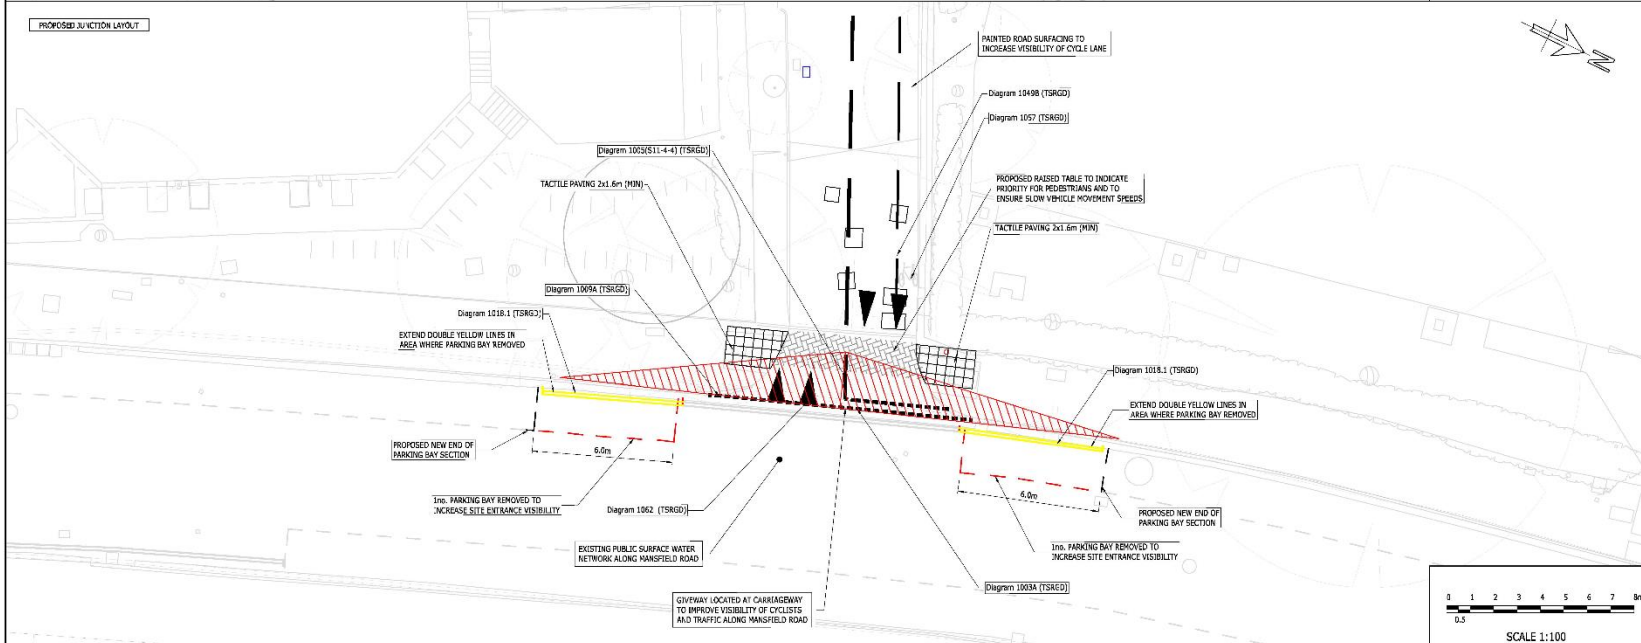 PROPOSED JUNCTION LAYOUT
PAINTED ROAD SURFACING TO
INCREASE VISIBILITY OF CYCLE LANE
N
Diagram 1049B (TSRGD)
Diagram 1057 (TSRGD)
Diagram 1005(S11-4-4) (TSRGD)
TACTILE PAVING 2x1.6m (MIN)
PROPOSED RAISED TABLE TO INDICATE
PRIORITY FOR PEDESTRIANS AND TO
ENSURE SLOW VEHICLE MOVEMENT SPEEDS
TACTILE PAVING 2x1.6m (MIN)
Diagram 1009A (TSRGD)
Diagram 1018.1 (TSRGD)
EXTEND DOUBLE YELLOW LINES IN
AREA WHERE PARKING BAY REMOVED
Diagram 1018.1 (TSRGD)
EXTEND DOUBLE YELLOW LINES IN
AREA WHERE PARKING BAY REMOVED
PROPOSED NEW END OF
PARKING BAY SECTION
6.0m
6.0m
1no. PARKING BAY REMOVED TO
INCREASE SITE ENTRANCE VISIBILITY
Diagram 1062 (TSRGD)
PROPOSED NEW END OF
PARKING BAY SECTION
EXISTING PUBLIC SURFACE WATER
NETWORK ALONG MANSFIELD ROAD
1no. PARKING BAY REMOVED TO
INCREASE SITE ENTRANCE VISIBILITY
Diagram 1003A (TSRGD)
GIVEWAY LOCATED AT CARRIAGEWAY
TO IMPROVE VISIBILITY OF CYCLISTS
AND TRAFFIC ALONG MANSFIELD ROAD
0 1 2 3 4 5 6 7 8m
0.5
SCALE 1:100